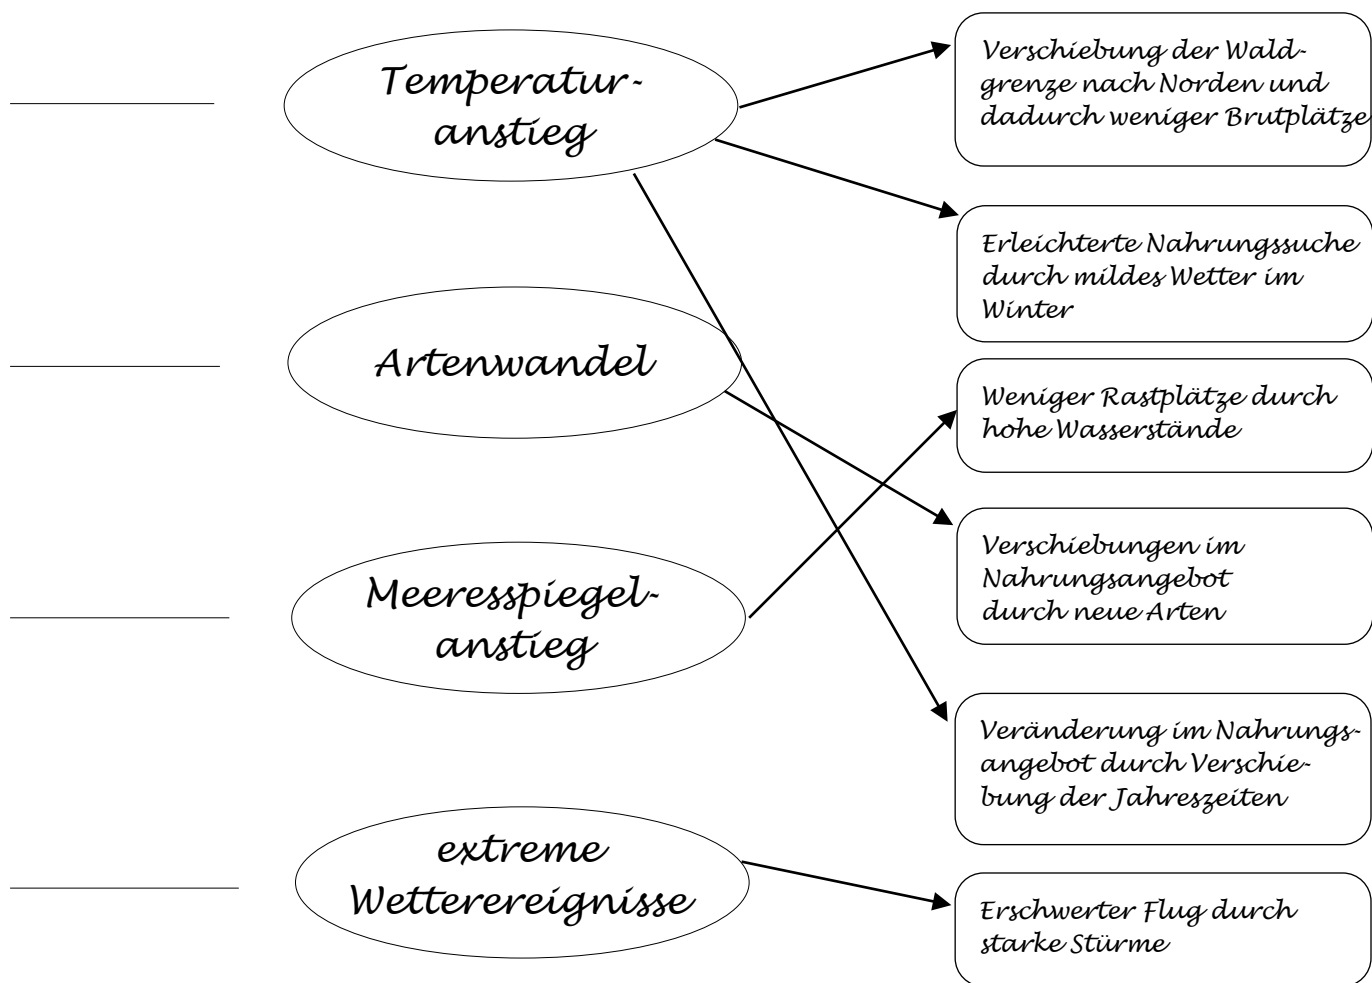 Temperatur-
anstieg
Verschiebung der Wald-
grenze nach Norden und
dadurch weniger Brutplätze
Erleichterte Nahrungssuche
durch mildes Wetter im
Winter
Artenwandel
Weniger Rastplätze durch
hohe Wasserstände
Meeresspiegel-
anstieg
Verschiebungen im
Nahrungsangebot
durch neue Arten
Veränderung im Nahrungs-
angebot durch Verschie-
bung der Jahreszeiten
extreme
Wetterereignisse
Erschwerter Flug durch
starke Stürme